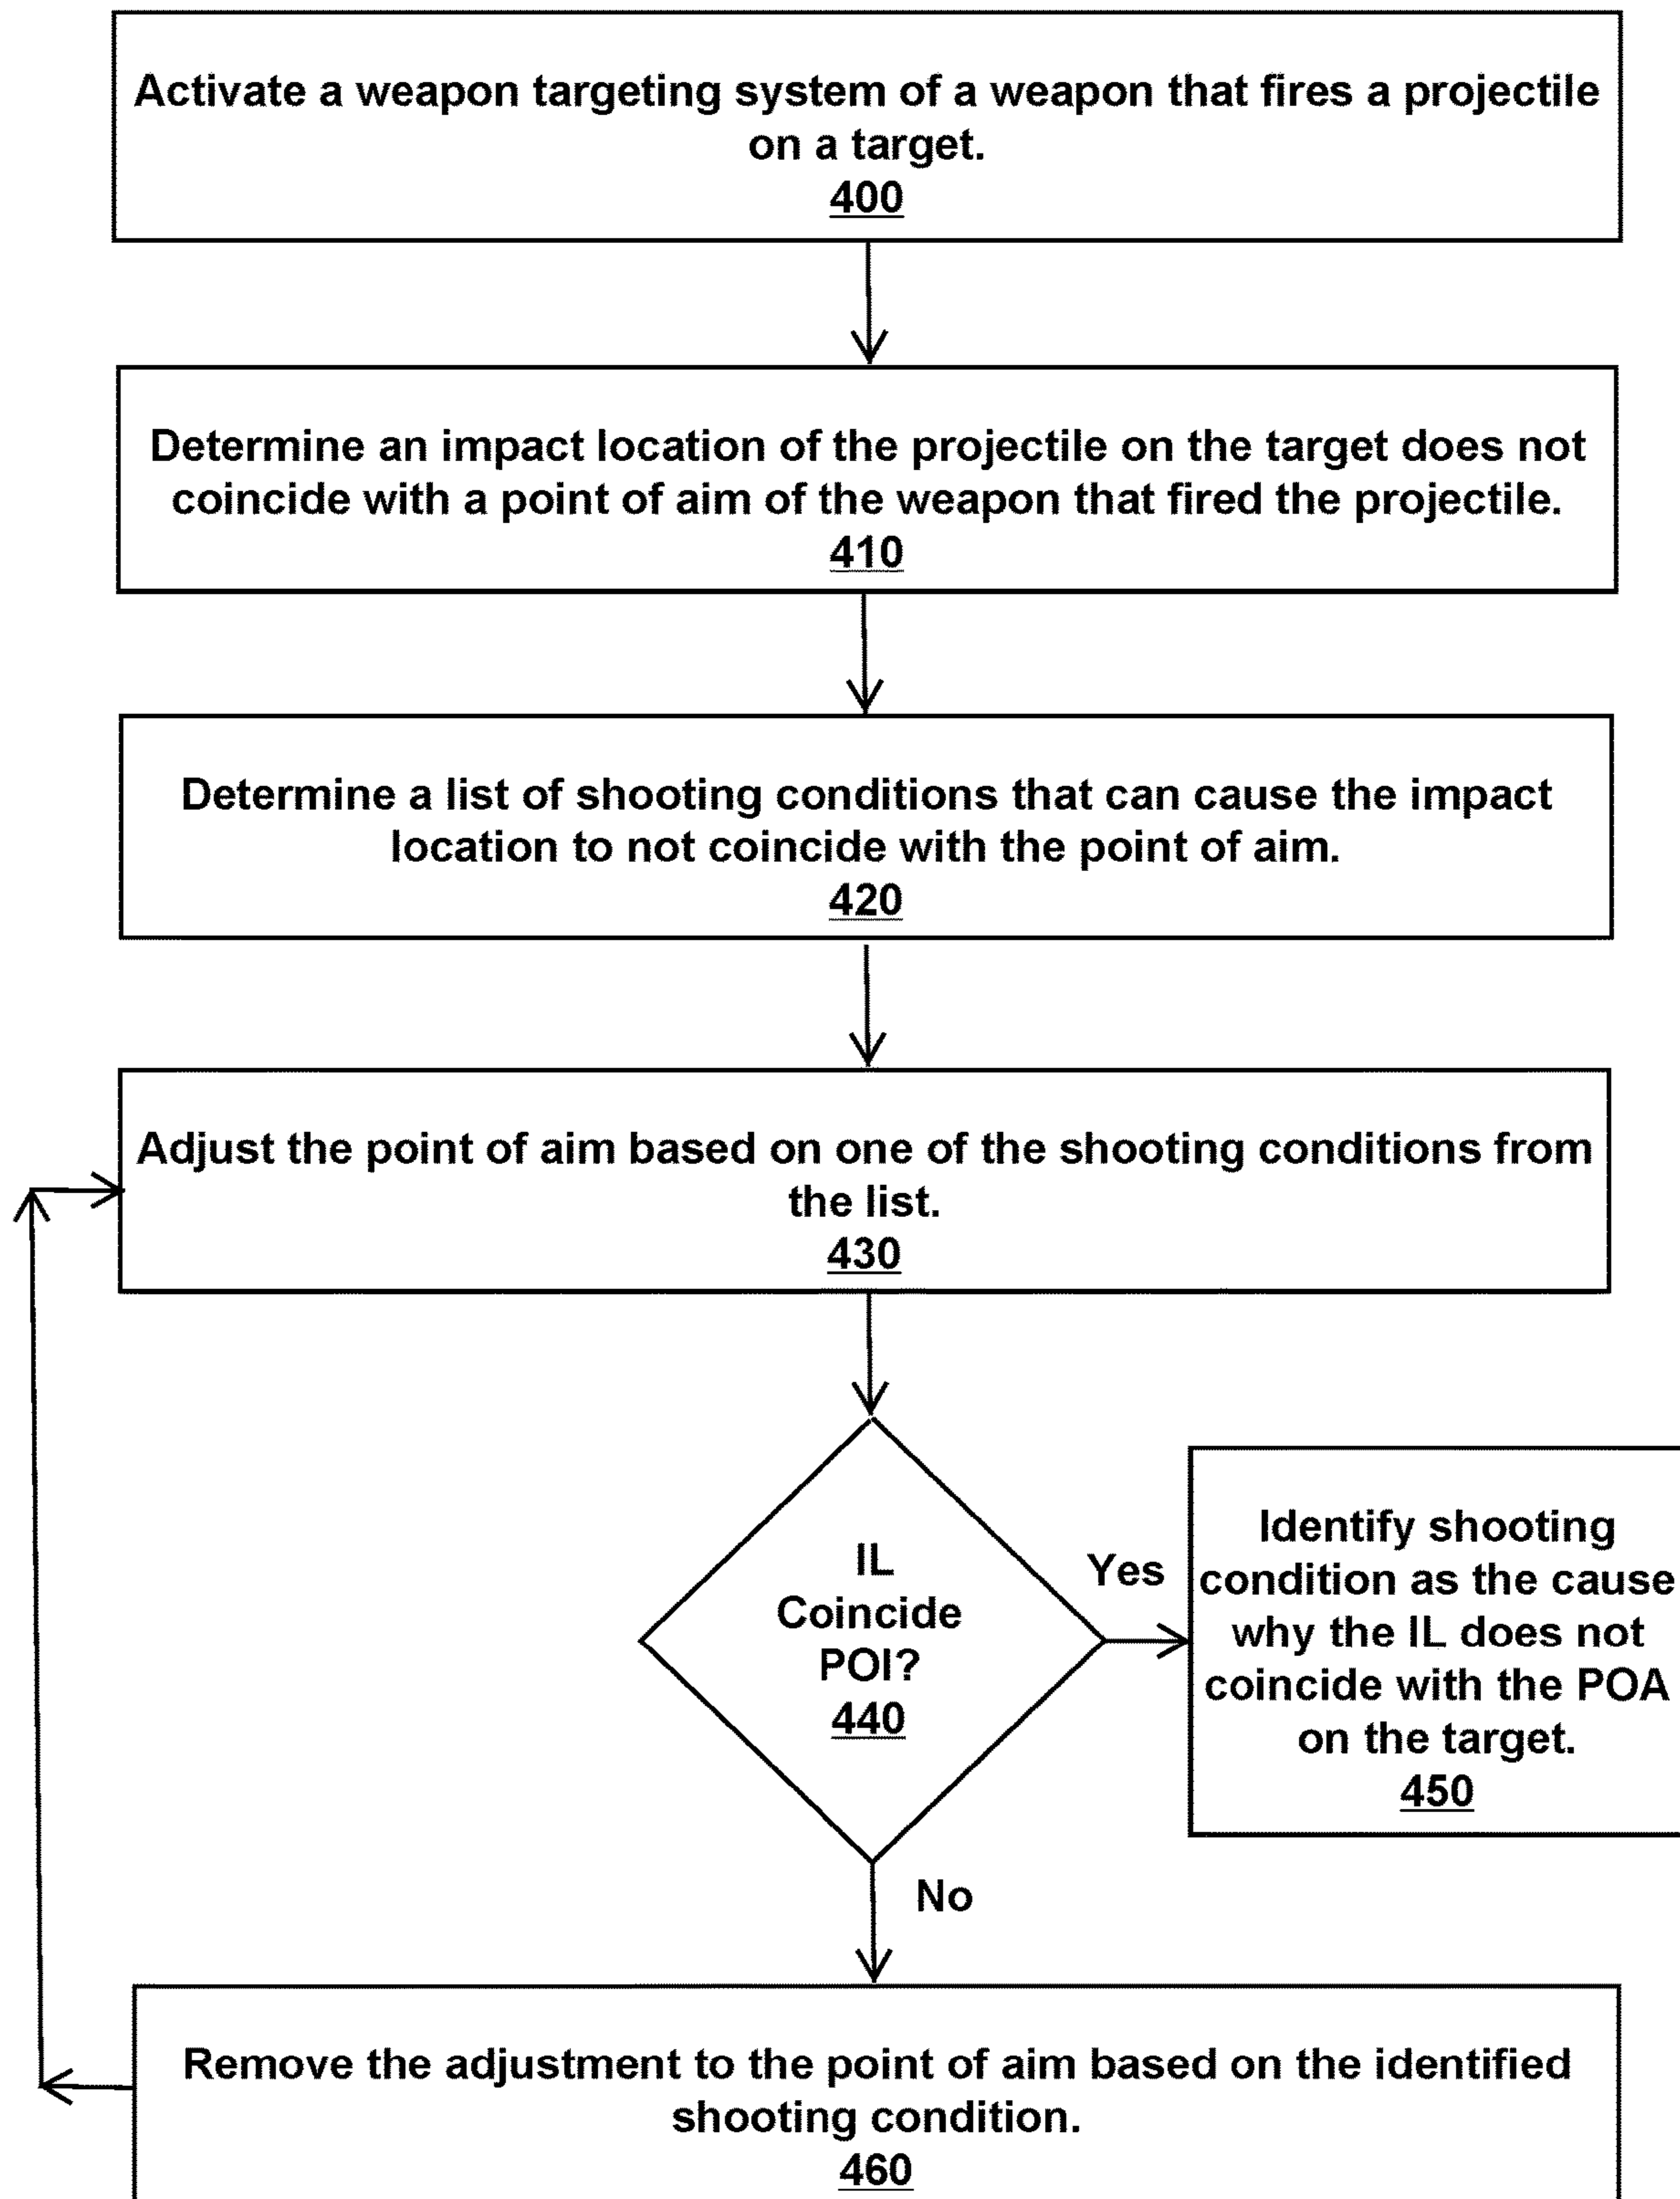 Activate a weapon targeting system of a weapon that fires a projectile
on a target.
400
Determine an impact location of the projectile on the target does not
coincide with a point of aim of the weapon that fired the projectile.
410
Determine a list of shooting conditions that can cause the impact
location to not coincide with the point of aim.
420
Adjust the point of aim based on one of the shooting conditions from
the list.
430
IL
Coincide
POI?
440
Yes
Identify shooting
condition as the cause
why the IL does not
coincide with the POA
on the target.
450
No
Remove the adjustment to the point of aim based on the identified
shooting condition.
460